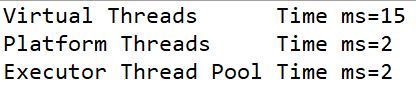 Virtual Threads      Time ms=15
Platform Threads     Time ms=2
Executor Thread Pool Time ms=2